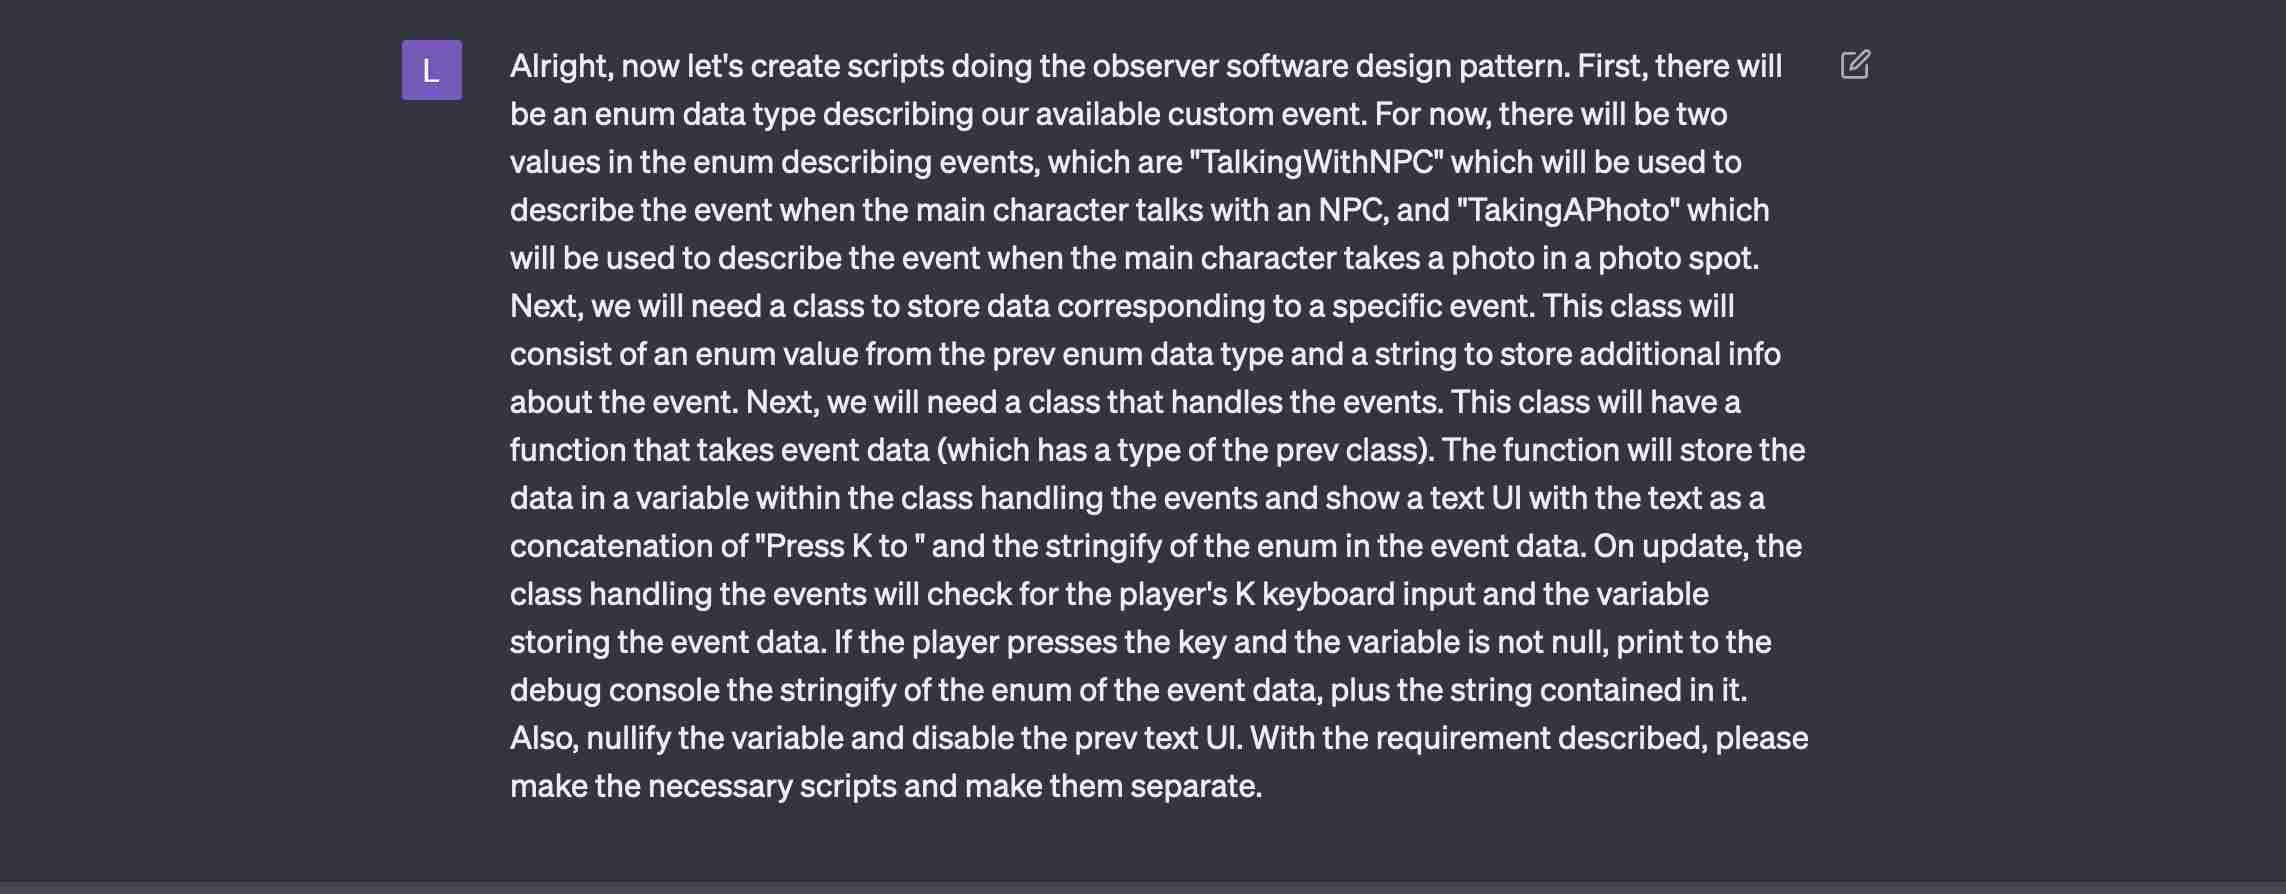 L
Alright, now let's create scripts doing the observer software design pattern. First, there will
be an enum data type describing our available custom event. For now, there will be two
values in the enum describing events, which are "TalkingWithNPC" which will be used to
describe the event when the main character talks with an NPC, and "TakingAPhoto" which
will be used to describe the event when the main character takes a photo in a photo spot.
Next, we will need a class to store data corresponding to a specific event. This class will
consist of an enum value from the prev enum data type and a string to store additional info
about the event. Next, we will need a class that handles the events. This class will have a
function that takes event data (which has a type of the prev class). The function will store the
data in a variable within the class handling the events and show a text UI with the text as a
concatenation of "Press K to " and the stringify of the enum in the event data. On update, the
class handling the events will check for the player's K keyboard input and the variable
storing the event data. If the player presses the key and the variable is not null, print to the
debug console the stringify of the enum of the event data, plus the string contained in it.
Also, nullify the variable and disable the prev text UI. With the requirement described, please
make the necessary scripts and make them separate.